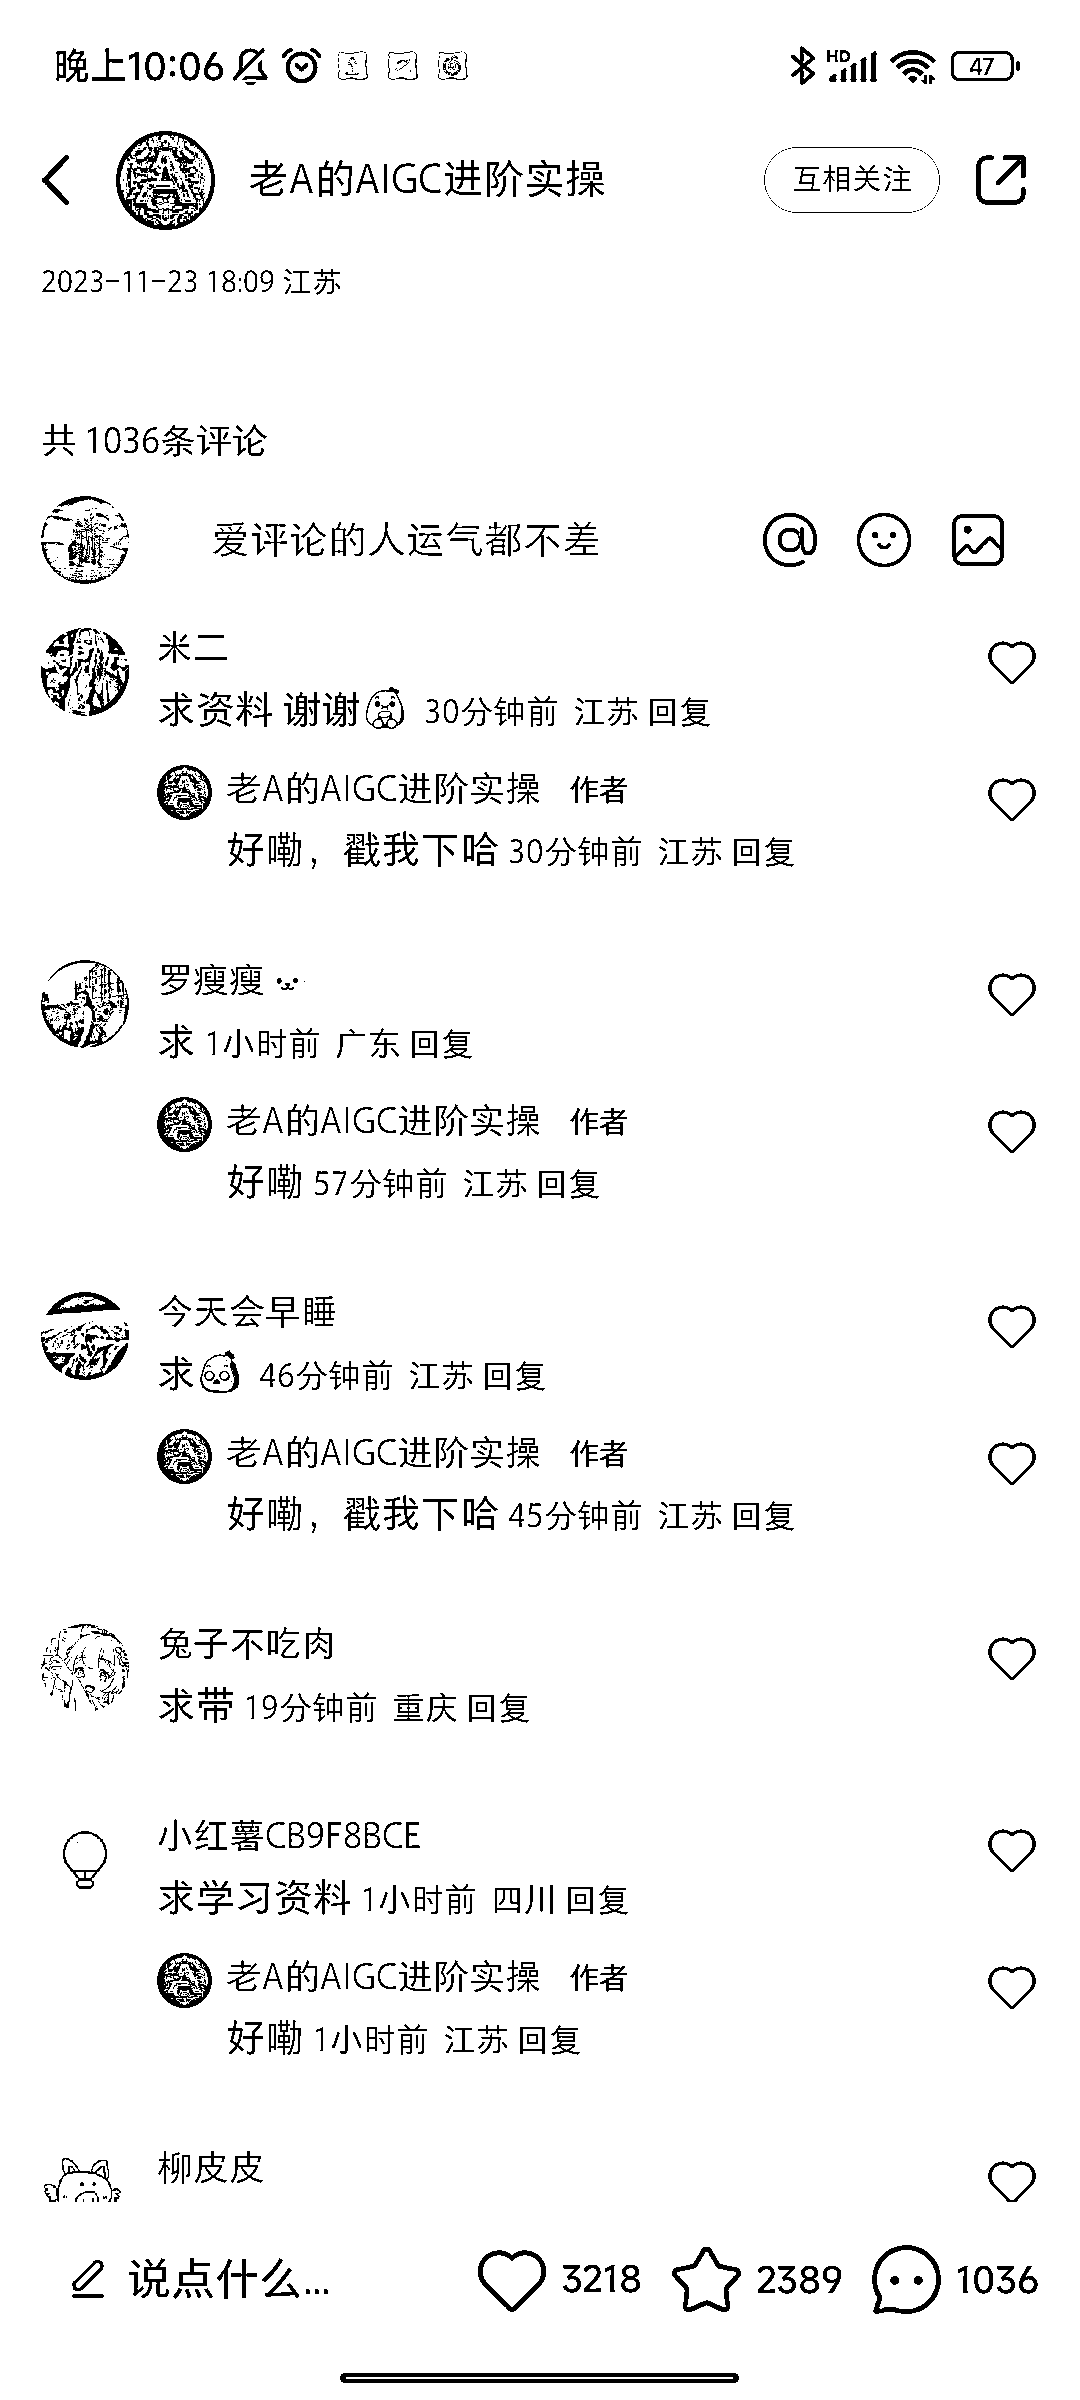 晚上10:06 HD 47
老A的AIGC进阶实操 互相关注
2023-11-23 18:09 江苏
共 1036条评论
爱评论的人运气都不差
米二
求资料 谢谢 30分钟前 江苏 回复
老A的AIGC进阶实操 作者
好嘞，戳我下哈 30分钟前 江苏 回复
罗瘦瘦
求 1小时前 广东 回复
老A的AIGC进阶实操 作者
好嘞 57分钟前 江苏 回复
今天会早睡
求 46分钟前 江苏 回复
老A的AIGC进阶实操 作者
好嘞，戳我下哈 45分钟前 江苏 回复
兔子不吃肉
求带 19分钟前 重庆 回复
小红薯CB9F8BCE
求学习资料 1小时前 四川 回复
老A的AIGC进阶实操 作者
好嘞 1小时前 江苏 回复
柳皮皮
说点什么... 3218 2389 1036